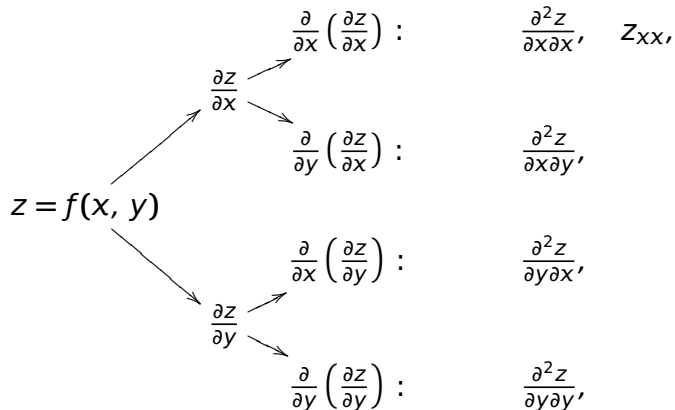 ∂/∂x (∂z/∂x) : ∂²z/∂x∂x, z_xx,
∂z/∂x
∂/∂y (∂z/∂x) : ∂²z/∂x∂y,
z = f(x, y)
∂/∂x (∂z/∂y) : ∂²z/∂y∂x,
∂z/∂y
∂/∂y (∂z/∂y) : ∂²z/∂y∂y,